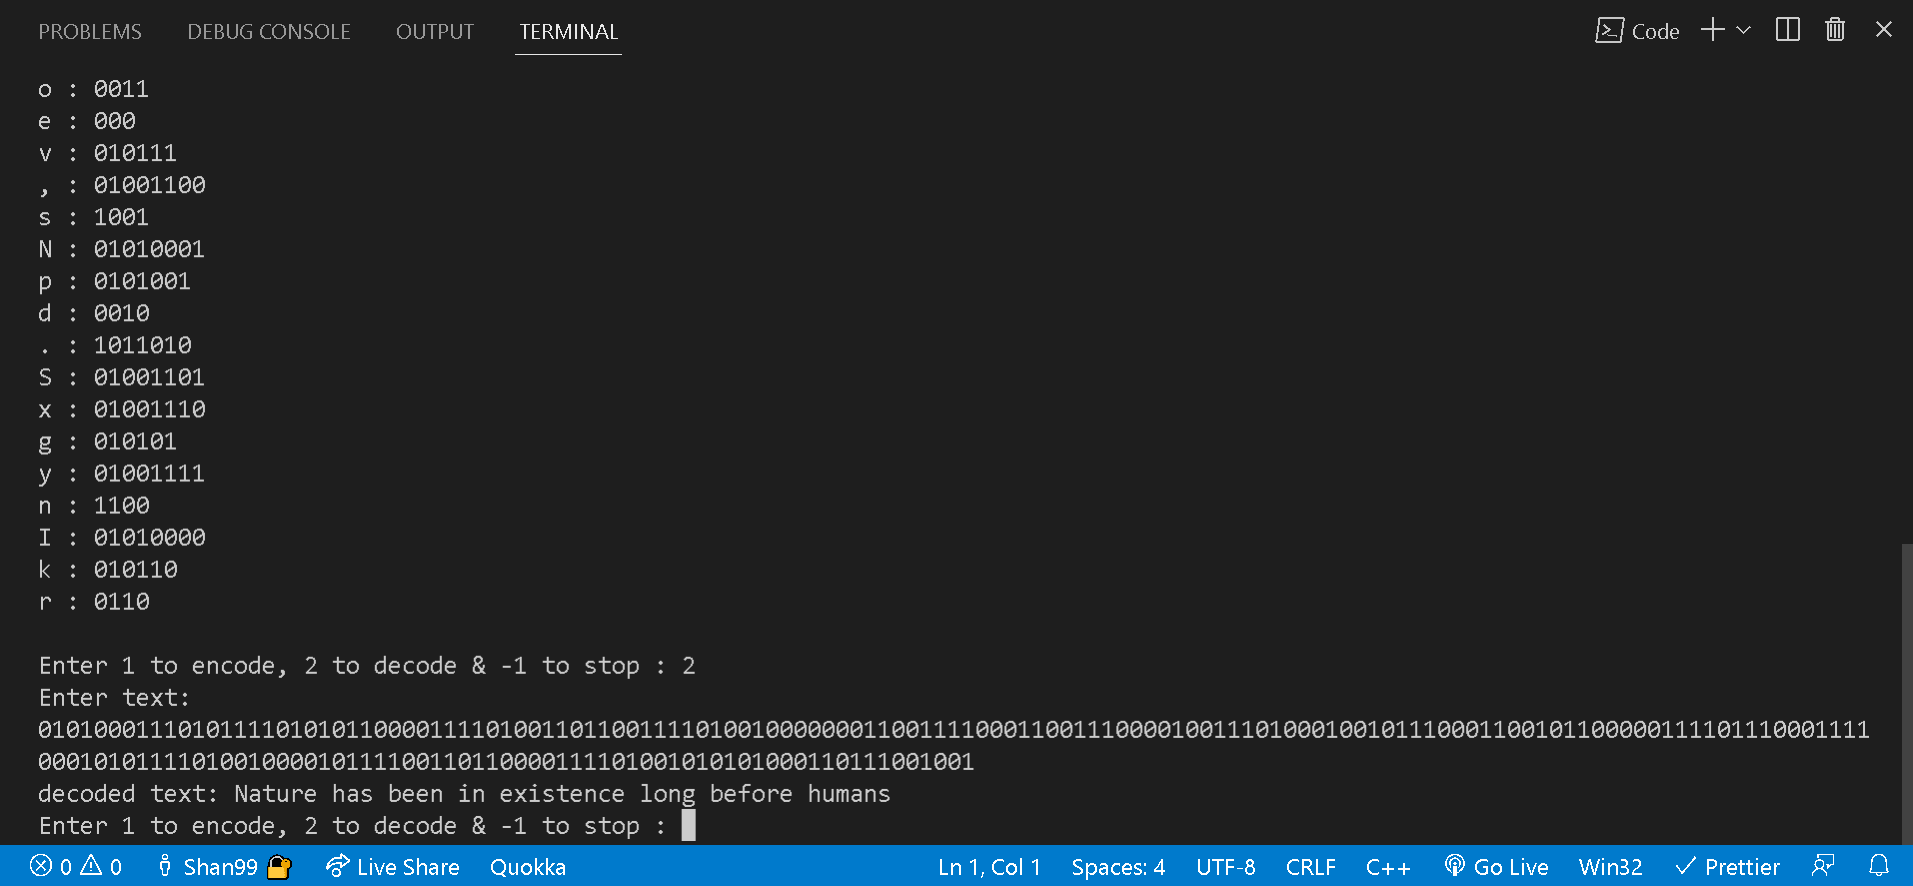 PROBLEMS DEBUG CONSOLE OUTPUT TERMINAL Code
o : 0011
e : 000
v : 010111
, : 01001100
s : 1001
N : 01010001
p : 0101001
d : 0010
. : 1011010
S : 01001101
x : 01001110
g : 010101
y : 01001111
n : 1100
I : 01010000
k : 010110
r : 0110
Enter 1 to encode, 2 to decode & -1 to stop : 2
Enter text:
decoded text: Nature has been in existence long before humans
Enter 1 to encode, 2 to decode & -1 to stop :
0 0 Shan99 Live Share Quokka Ln 1, Col 1 Spaces: 4 UTF-8 CRLF C++ Go Live Win32 Prettier